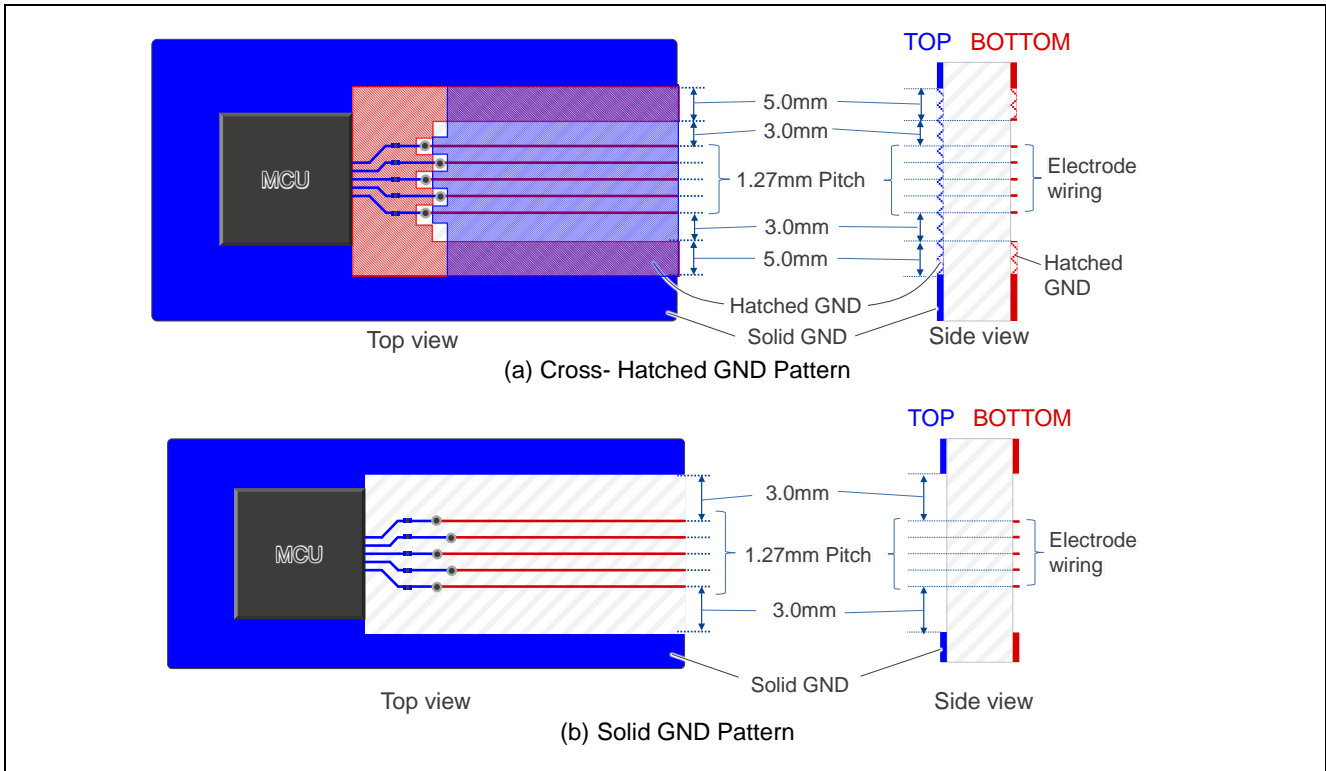 TOP BOTTOM
5.0mm
3.0mm
MCU
1.27mm Pitch
Electrode
wiring
3.0mm
5.0mm
Hatched
GND
Hatched GND
Solid GND
Top view
Side view
(a) Cross- Hatched GND Pattern
TOP BOTTOM
3.0mm
MCU
1.27mm Pitch
Electrode
wiring
3.0mm
Solid GND
Top view
Side view
(b) Solid GND Pattern